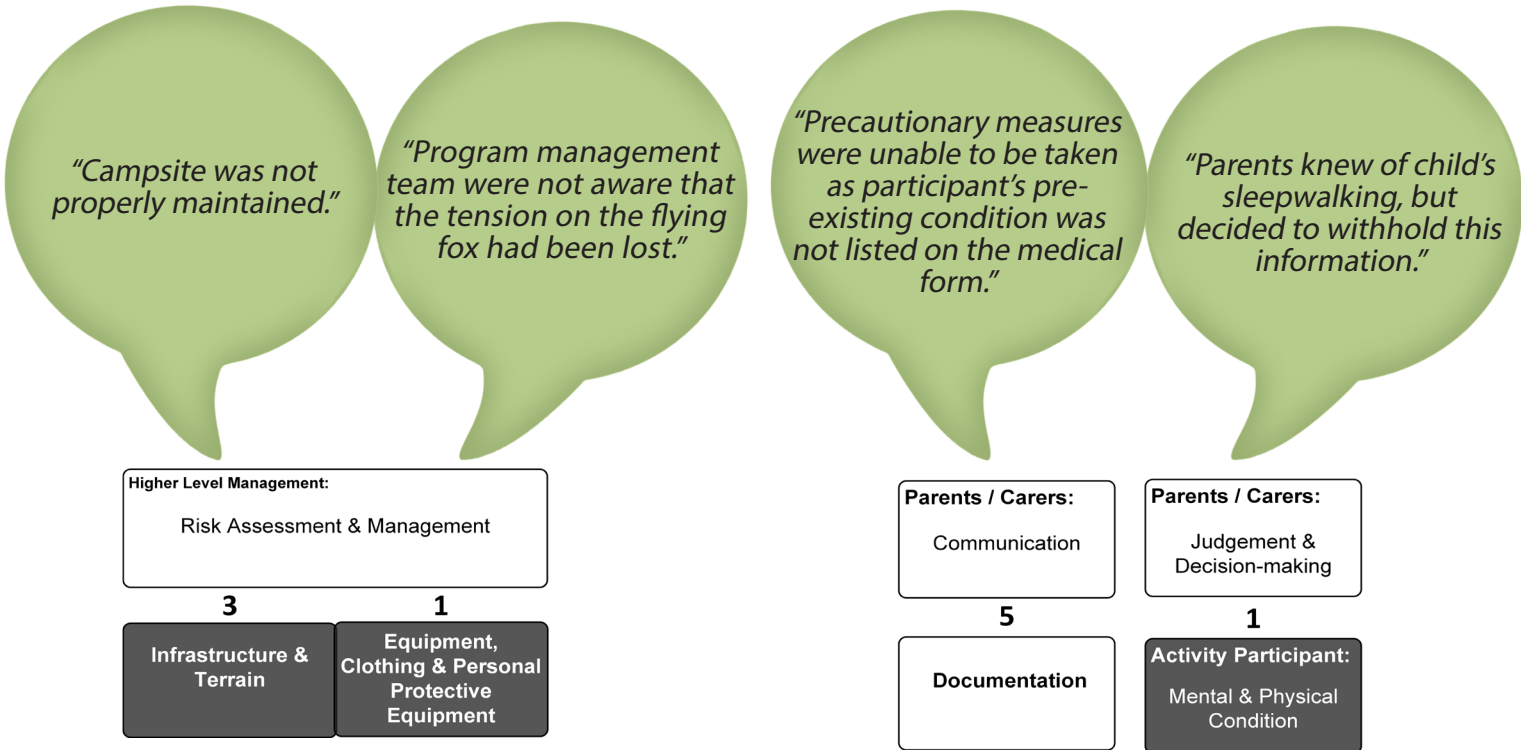 “Campsite was not
properly maintained.”
“Program management
team were not aware that
the tension on the flying
fox had been lost.”
“Precautionary measures
were unable to be taken
as participant’s pre-
existing condition was
not listed on the medical
form.”
“Parents knew of child’s
sleepwalking, but
decided to withhold this
information.”
Higher Level Management:
Risk Assessment & Management
3
1
Infrastructure &
Terrain
Equipment,
Clothing & Personal
Protective
Equipment
Parents / Carers:
Communication
5
Documentation
Parents / Carers:
Judgement &
Decision-making
1
Activity Participant:
Mental & Physical
Condition